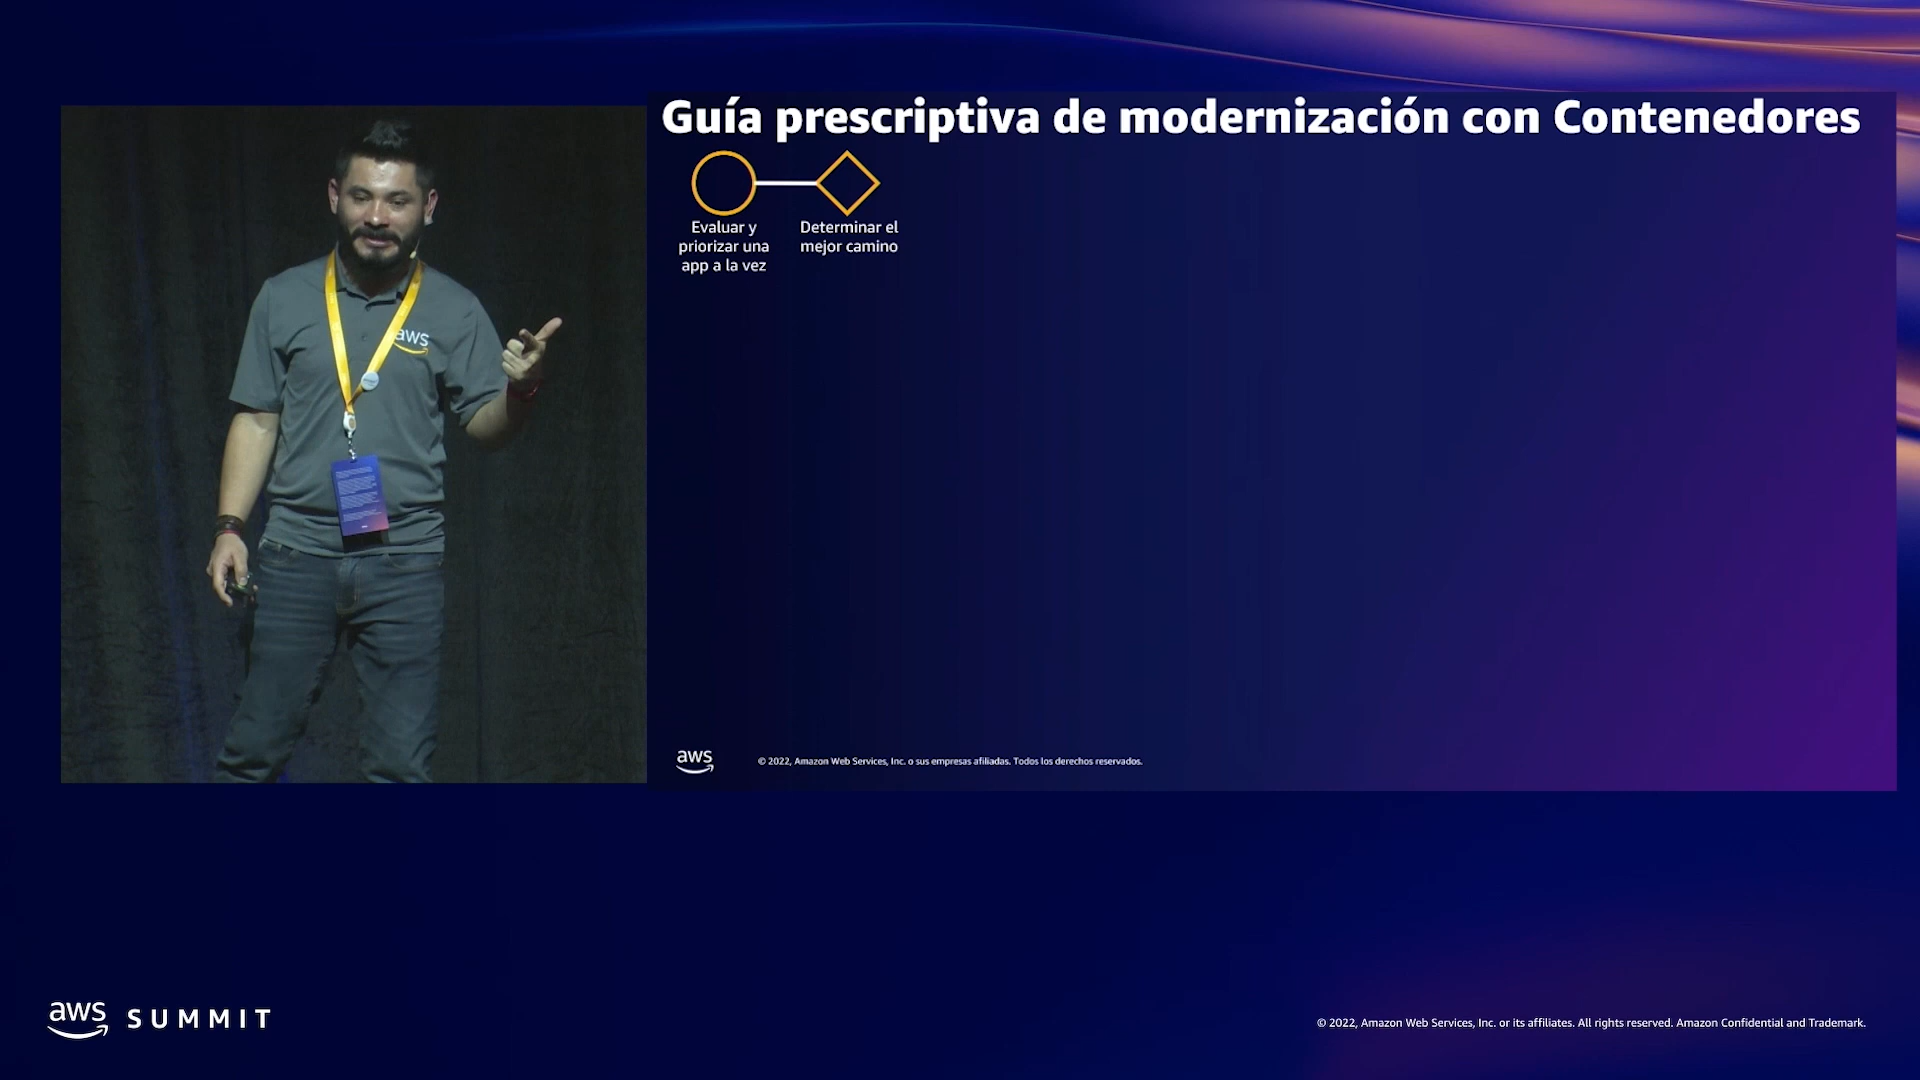 Guía prescriptiva de modernización con Contenedores
Evaluar y
priorizar una
app a la vez
Determinar el
mejor camino
aws
aws
© 2022, Amazon Web Services, Inc. o sus empresas afiliadas. Todos los derechos reservados.
aws SUMMIT
© 2022, Amazon Web Services, Inc. or its affiliates. All rights reserved. Amazon Confidential and Trademark.